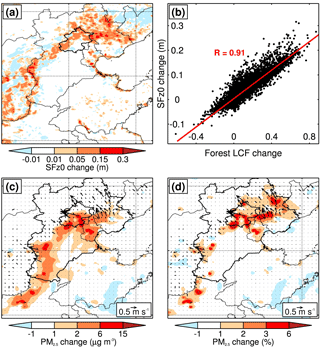 (a)
-0.01 0.01 0.05 0.15 0.3
SFz0 change (m)
(b)
R = 0.91
SFz0 change (m)
0.3
0.2
0.1
0
-0.1
-0.4 0 0.4 0.8
Forest LCF change
(c)
0.5 m s⁻¹
-1 1 2 6 15
PM₂.₅ change (μg m⁻³)
(d)
0.5 m s⁻¹
-1 1 3 6
PM₂.₅ change (%)